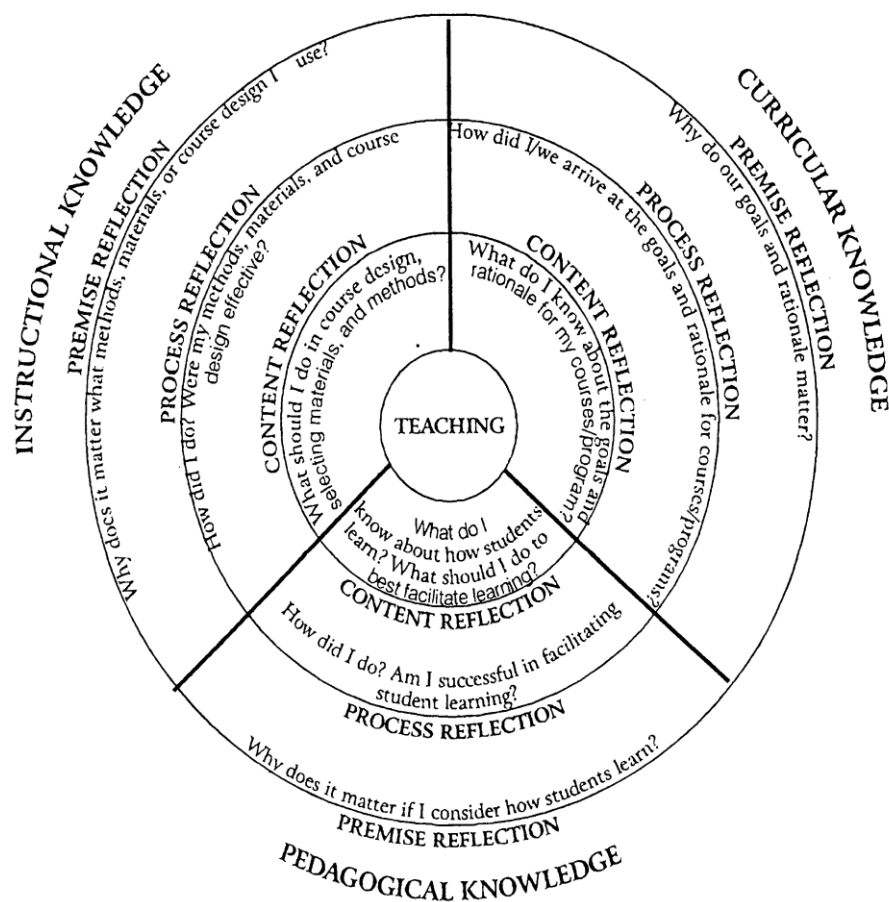 INSTRUCTIONAL KNOWLEDGE
PREMISE REFLECTION
Why does it matter what methods, materials, or course design I use?
PROCESS REFLECTION
How did I do? Were my methods, materials, and course
design effective?
CONTENT REFLECTION
What should I do in course design,
selecting materials, and methods?
CURRICULAR KNOWLEDGE
PREMISE REFLECTION
Why do our goals and rationale matter?
PROCESS REFLECTION
How did I/we arrive at the goals and rationale for courses/programs?
CONTENT REFLECTION
What do I know about the goals and
rationale for my courses/program?
TEACHING
What do I
know about how students
learn? What should I do to
best facilitate learning?
CONTENT REFLECTION
How did I do? Am I successful in facilitating
student learning?
PROCESS REFLECTION
Why does it matter if I consider how students learn?
PREMISE REFLECTION
PEDAGOGICAL KNOWLEDGE